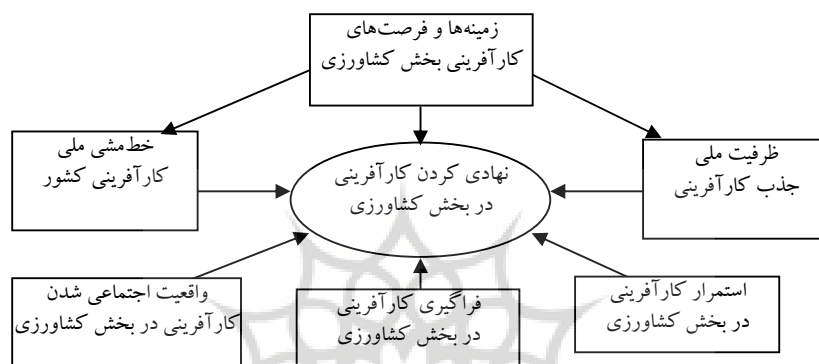 زمینه‌ها و فرصت‌های
کارآفرینی بخش کشاورزی
ظرفیت ملی
جذب کارآفرینی
نهادی کردن کارآفرینی
در بخش کشاورزی
خط‌مشی ملی
کارآفرینی کشور
استمرار کارآفرینی
در بخش کشاورزی
فراگیری کارآفرینی
در بخش کشاورزی
واقعیت اجتماعی شدن
کارآفرینی در بخش کشاورزی